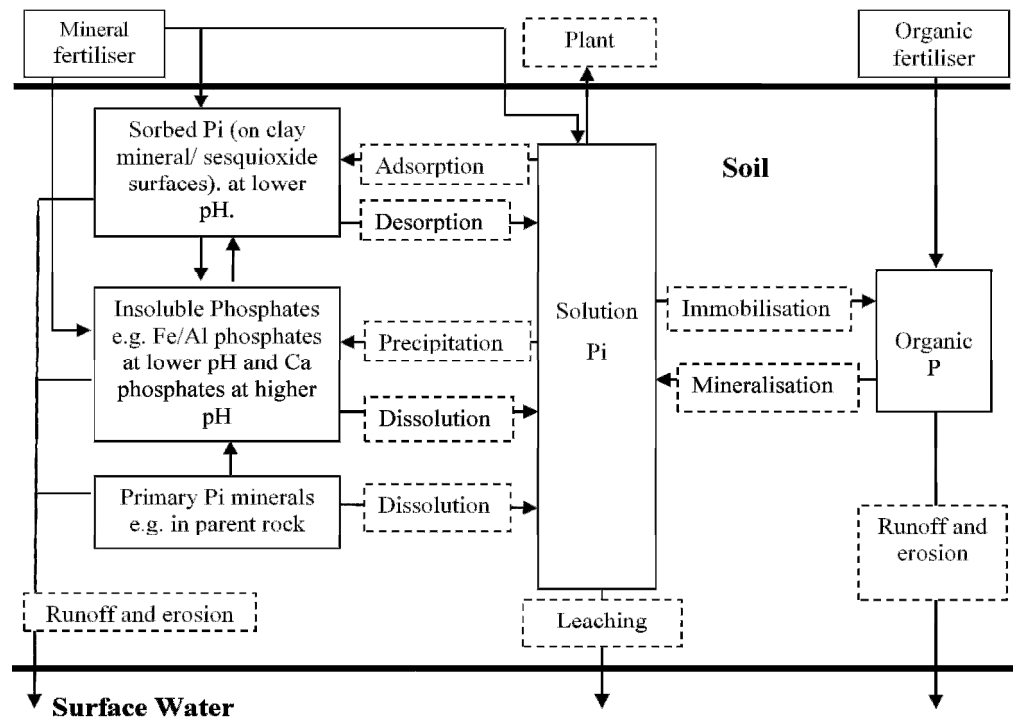 Mineral
fertiliser
Plant
Organic
fertiliser
Sorbed Pi (on clay
mineral/ sesquioxide
surfaces). at lower
pH.
Adsorption
Desorption
Soil
Insoluble Phosphates
e.g. Fe/Al phosphates
at lower pH and Ca
phosphates at higher
pH
Precipitation
Dissolution
Solution
Pi
Immobilisation
Mineralisation
Organic
P
Primary Pi minerals
e.g. in parent rock
Dissolution
Runoff and
erosion
Runoff and erosion
Leaching
Surface Water